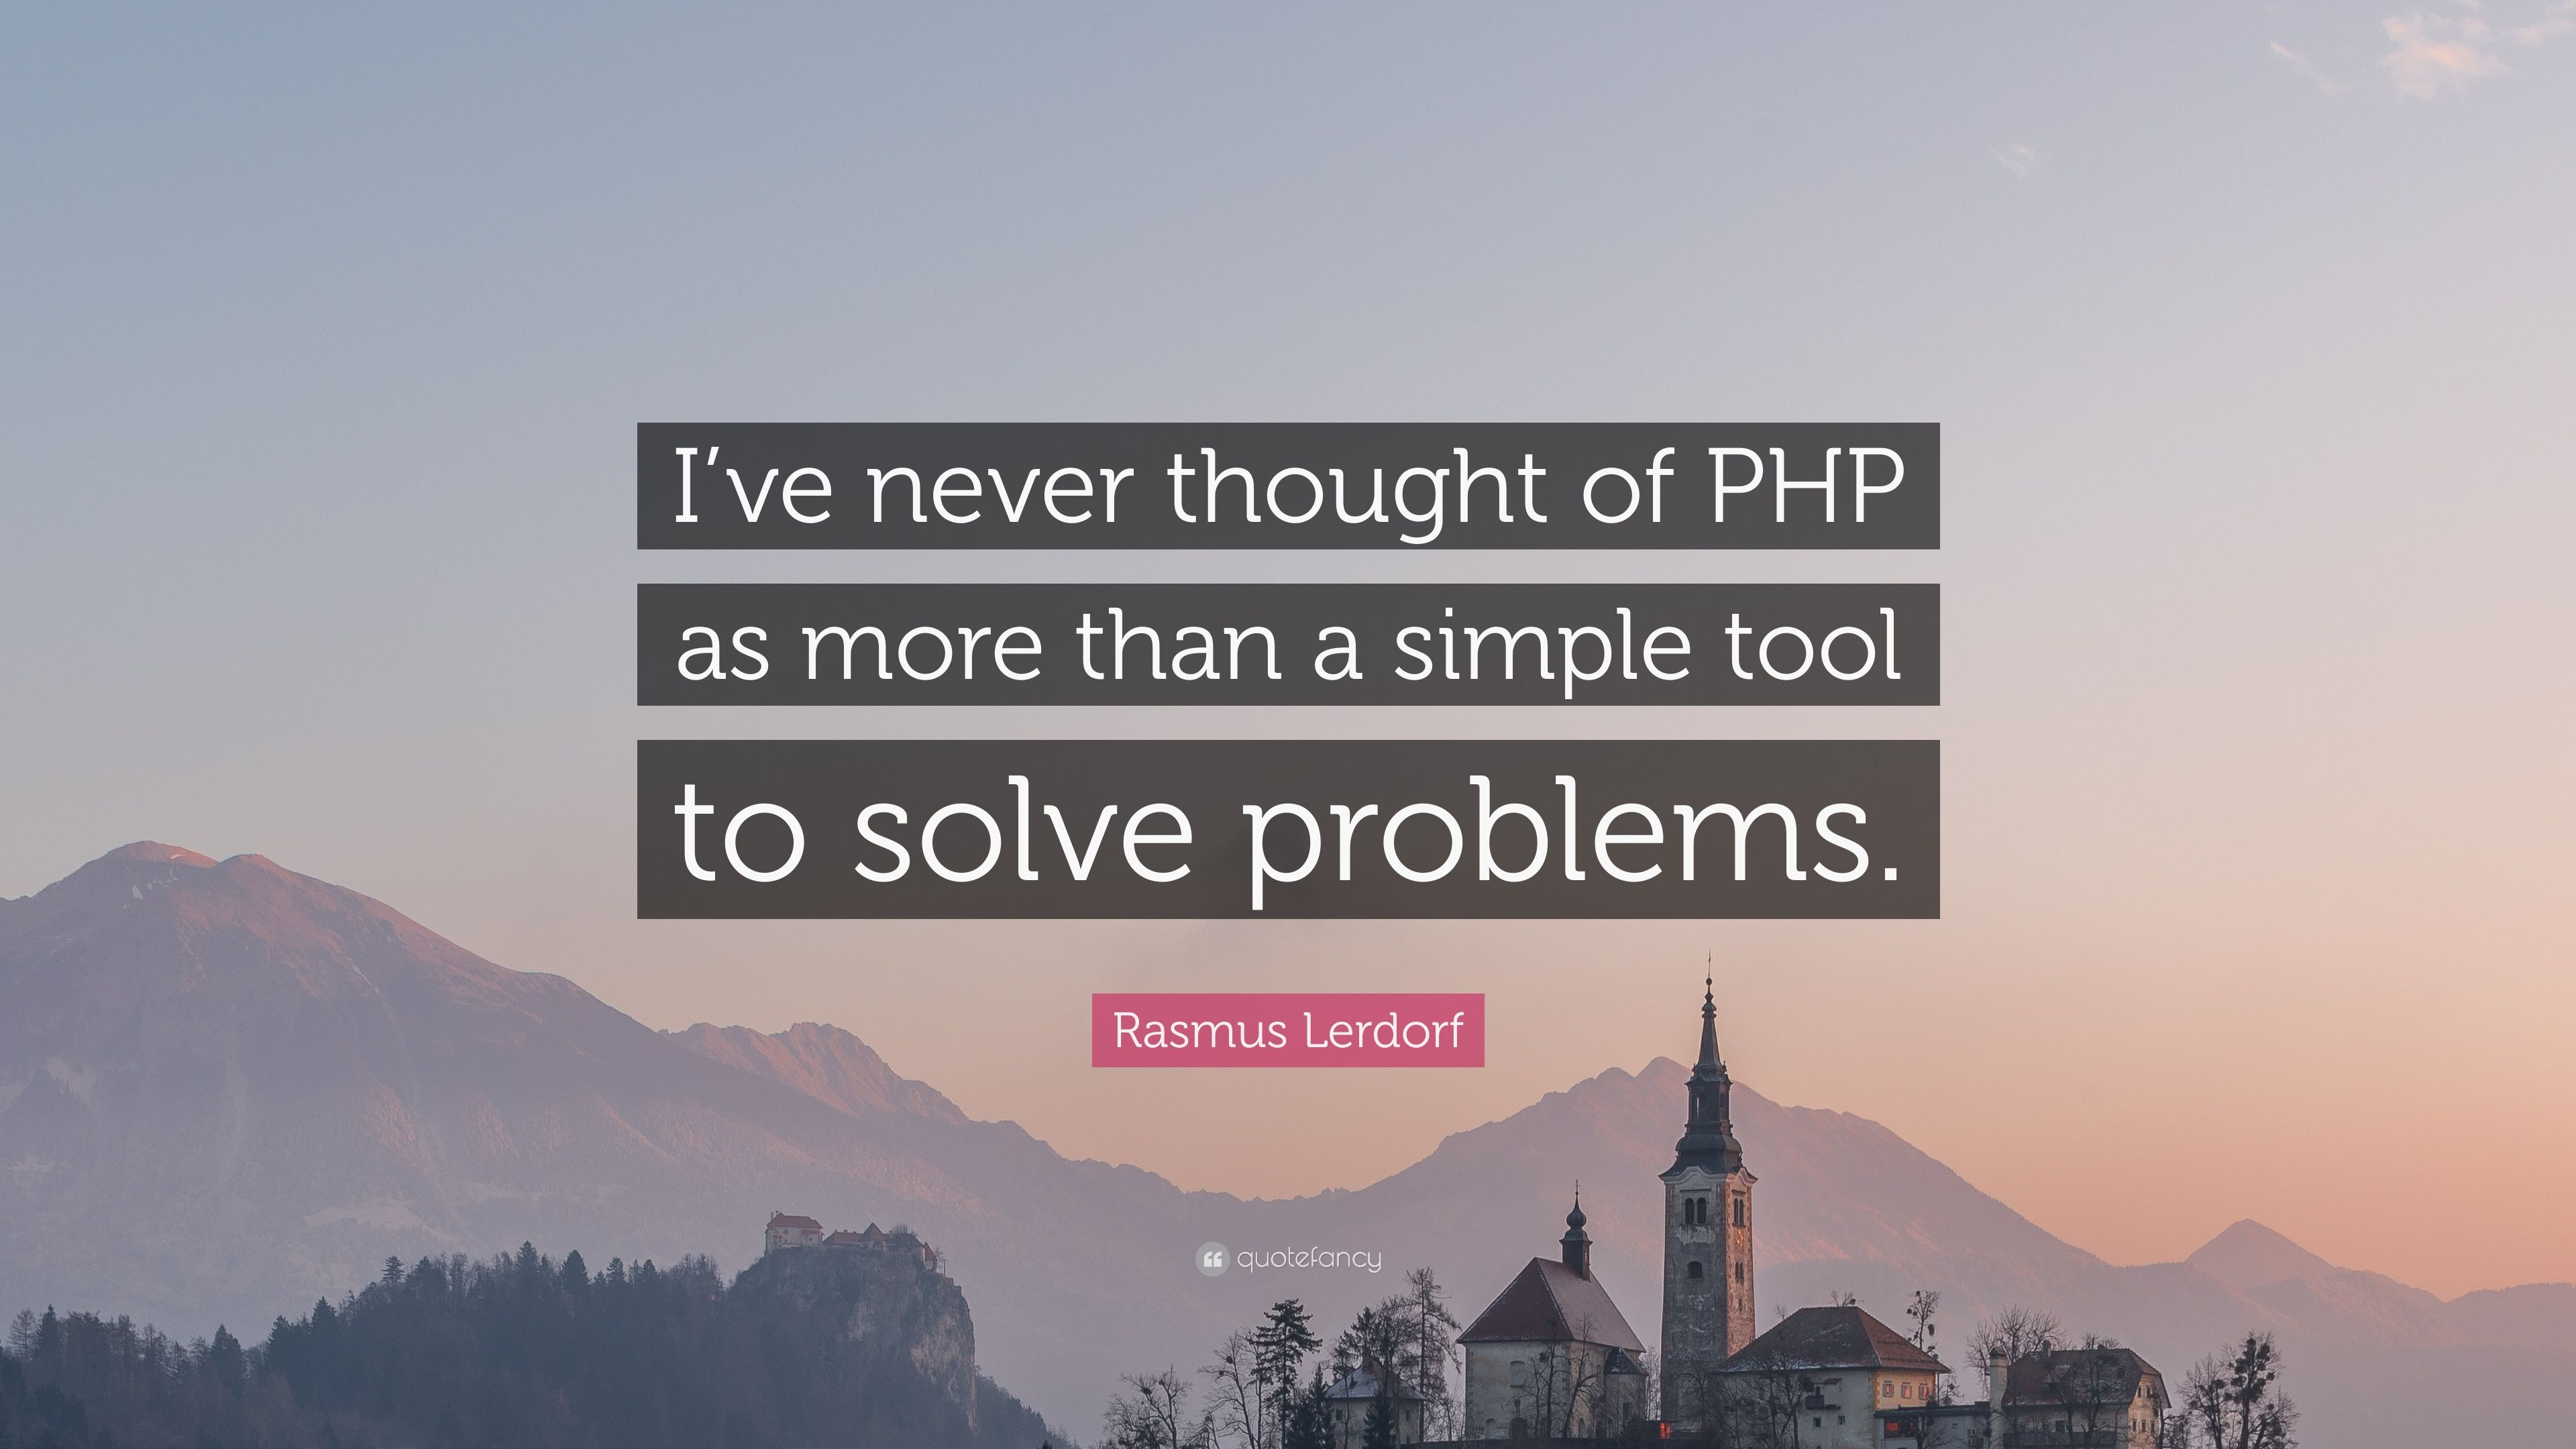 I’ve never thought of PHP
as more than a simple tool
to solve problems.
Rasmus Lerdorf
quotefancy